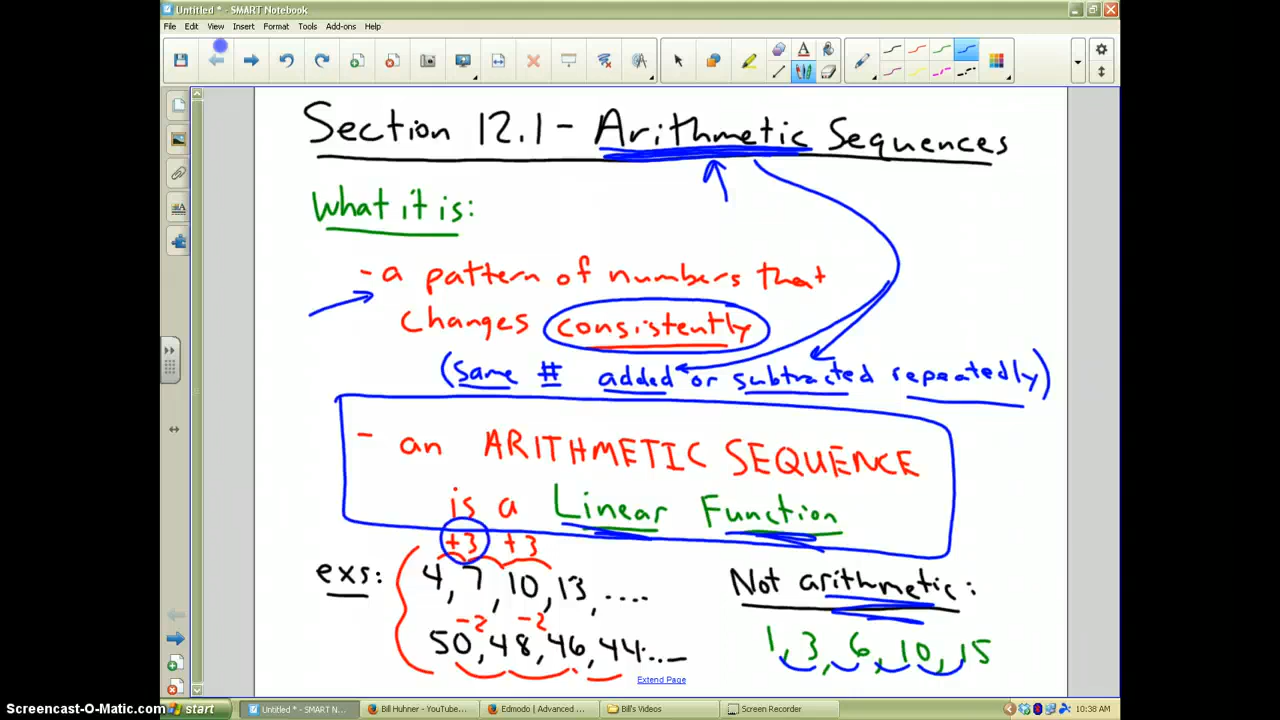 Untitled * - SMART Notebook
File Edit View Insert Format Tools Add-ons Help
Section 12.1 - Arithmetic Sequences
What it is:
- a pattern of numbers that
changes consistently
(same # added or subtracted repeatedly)
- an ARITHMETIC SEQUENCE
is a Linear Function
+3 +3
exs: 4, 7, 10, 13, ....
Not arithmetic:
-2 -2
50, 48, 46, 44...
1, 3, 6, 10, 15
Extend Page
Screencast-O-Matic.com
start Untitled * - SMART N... Bill Huhner - YouTube... Edmodo | Advanced ... Bill's Videos Screen Recorder 10:38 AM